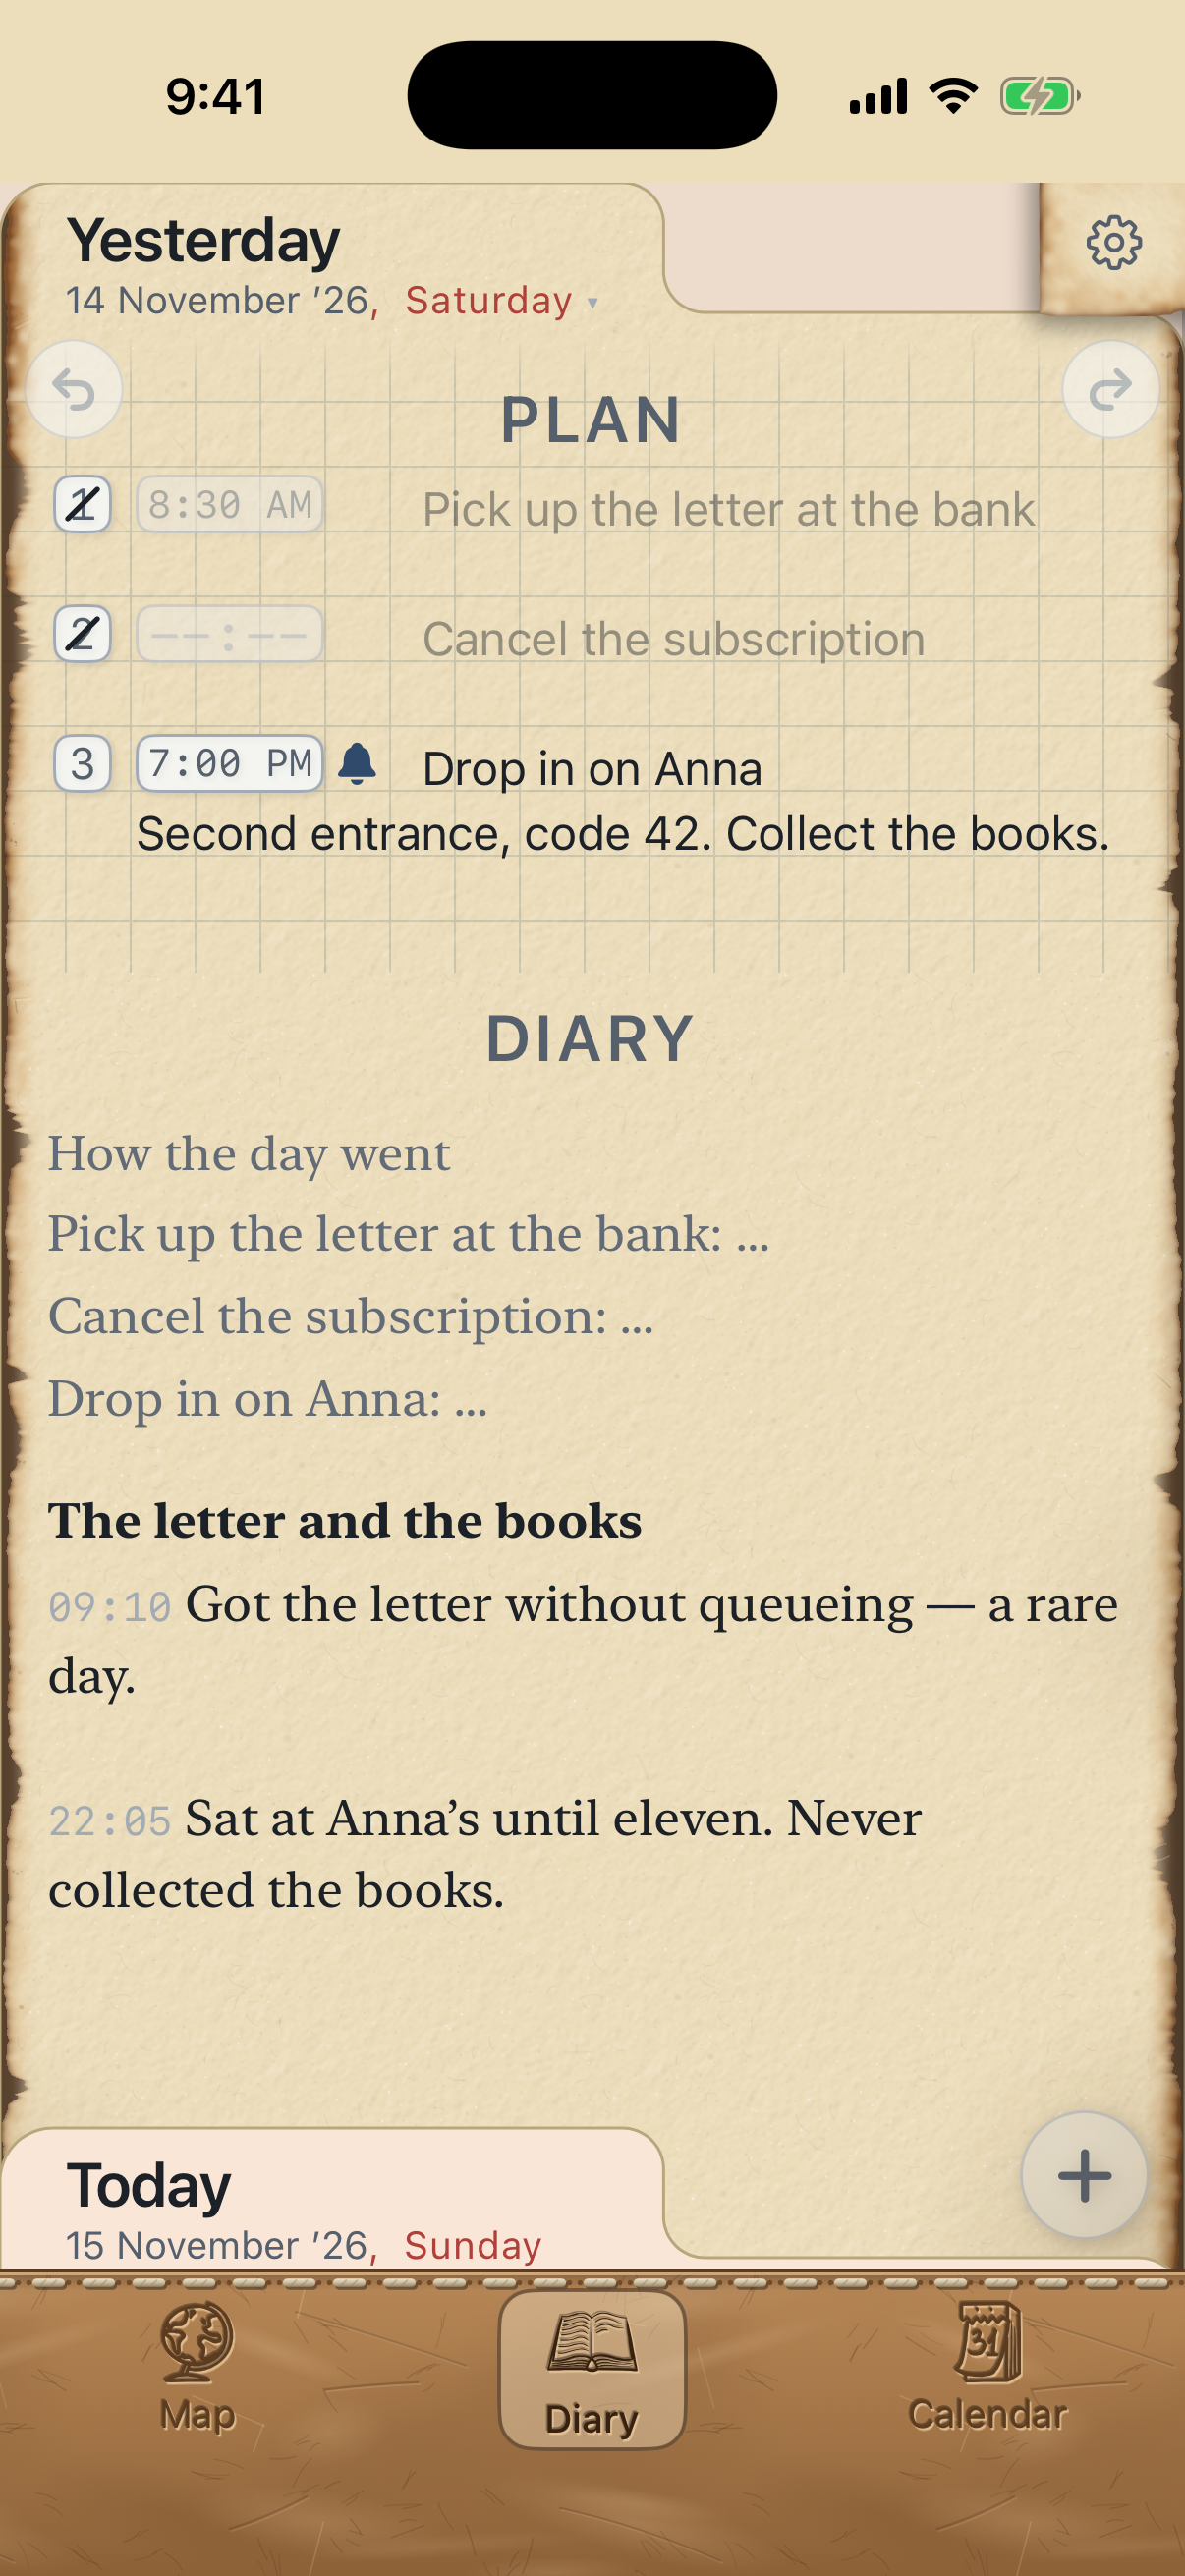 9:41
Yesterday
14 November ’26, Saturday ▾
PLAN
1 8:30 AM Pick up the letter at the bank
2 --:-- Cancel the subscription
3 7:00 PM Drop in on Anna
Second entrance, code 42. Collect the books.
DIARY
How the day went
Pick up the letter at the bank: ...
Cancel the subscription: ...
Drop in on Anna: ...
The letter and the books
09:10 Got the letter without queueing — a rare
day.
22:05 Sat at Anna’s until eleven. Never
collected the books.
Today
15 November ’26, Sunday
31
Map Diary Calendar